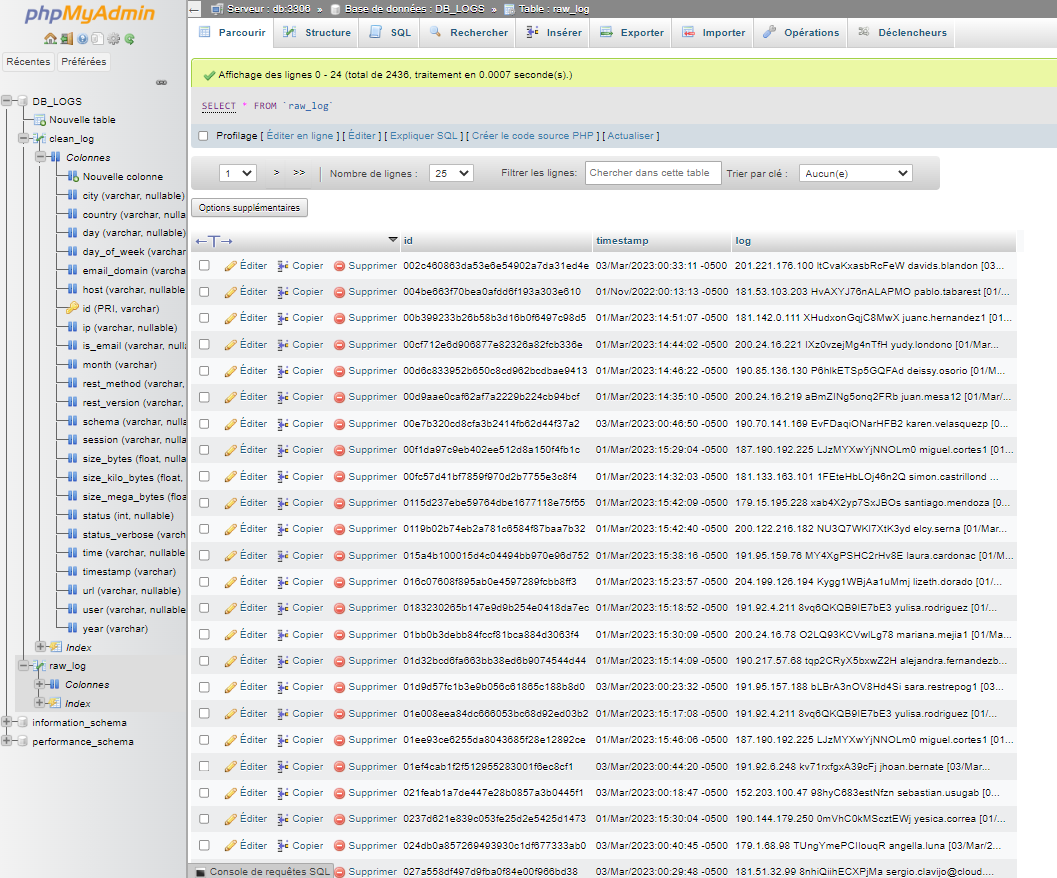 phpMyAdmin
Récentes Préférées
DB_LOGS
Nouvelle table
clean_log
Colonnes
Nouvelle colonne
city (varchar, nullable)
country (varchar, nulla
day (varchar, nullable)
day_of_week (varchar
email_domain (varcha
host (varchar, nullable
id (PRI, varchar)
ip (varchar, nullable)
is_email (varchar, null
month (varchar)
rest_method (varchar,
rest_version (varchar,
schema (varchar, nulla
session (varchar, nulla
size_bytes (float, nulla
size_kilo_bytes (float,
size_mega_bytes (floa
status (int, nullable)
status_verbose (varch
time (varchar, nullable
timestamp (varchar)
url (varchar, nullable)
user (varchar, nullable
year (varchar)
Index
raw_log
Colonnes
Index
information_schema
performance_schema
Serveur : db:3306 » Base de données : DB_LOGS » Table : raw_log
Parcourir Structure SQL Rechercher Insérer Exporter Importer Opérations Déclencheurs
Affichage des lignes 0 - 24 (total de 2436, traitement en 0.0007 seconde(s).)
SELECT * FROM `raw_log`
Profilage [ Éditer en ligne ] [ Éditer ] [ Expliquer SQL ] [ Créer le code source PHP ] [ Actualiser ]
1 > >> | Nombre de lignes : 25 Filtrer les lignes: Chercher dans cette table Trier par clé : Aucun(e)
Options supplémentaires
←T→ id timestamp log
Éditer Copier Supprimer 002c460863da53e6e54902a7da31ed4e 03/Mar/2023:00:33:11 -0500 201.221.176.100 ltCvaKxasbRcFeW davids.blandon [03...
Éditer Copier Supprimer 004be663f70bea0afdd6f193a303e610 01/Nov/2022:00:13:13 -0500 181.53.103.203 HvAXYJ76nALAPMO pablo.tabarest [01/...
Éditer Copier Supprimer 00b399233b26b58b3d16b0f6497c98d5 01/Mar/2023:14:51:07 -0500 181.142.0.111 XHudxonGqjC8MwX juanc.hernandez1 [01...
Éditer Copier Supprimer 00cf712e6d906877e82326a82fcb336e 01/Mar/2023:14:44:02 -0500 200.24.16.221 IXz0vzejMg4nTfH yudy.londono [01/Mar...
Éditer Copier Supprimer 00d6c833952b650c8cd962bcdbae9413 01/Mar/2023:14:46:22 -0500 190.85.136.130 P6hlkETSp5GQFAd deissy.osorio [01/M...
Éditer Copier Supprimer 00d9aae0caf62af7a2229b224cb94bcf 01/Mar/2023:14:35:10 -0500 200.24.16.219 aBmZINg5onq2FRb juan.mesa12 [01/Mar/...
Éditer Copier Supprimer 00e7b320cd8cfa3b2414fb62d44f37a2 03/Mar/2023:00:46:50 -0500 190.70.141.169 EvFDaqiONarHFB2 karen.velasquezp [0...
Éditer Copier Supprimer 00f1da97c9eb402ee512d8a150f4fb1c 01/Mar/2023:15:29:04 -0500 187.190.192.225 LJzMYXwYjNNOLm0 miguel.cortes1 [01...
Éditer Copier Supprimer 00fc57d41bf7859f970d2b7755e3c8f4 01/Mar/2023:14:32:03 -0500 181.133.163.101 1FEteHbLOj46n2Q simon.castrillond ...
Éditer Copier Supprimer 0115d237ebe59764dbe1677118e75f55 01/Mar/2023:15:42:09 -0500 179.15.195.228 xab4X2yp7SxJBOs santiago.mendoza [0...
Éditer Copier Supprimer 0119b02b74eb2a781c6584f87baa7b32 01/Mar/2023:15:42:40 -0500 200.122.216.182 NU3Q7WKl7XtK3yd elcy.serna [01/Mar...
Éditer Copier Supprimer 015a4b100015d4c04494bb970e96d752 01/Mar/2023:15:38:16 -0500 191.95.159.76 MY4XgPSHC2rHv8E laura.cardonac [01/M...
Éditer Copier Supprimer 016c07608f895ab0e4597289fcbb8ff3 01/Mar/2023:15:23:57 -0500 204.199.126.194 Kygg1WBjAa1uMmj lizeth.dorado [01/...
Éditer Copier Supprimer 0183230265b147e9d9b254e0418da7ec 01/Mar/2023:15:18:52 -0500 191.92.4.211 8vq6QKQB9IE7bE3 yulisa.rodriguez [01/...
Éditer Copier Supprimer 01bb0b3debb84fccf81bca884d3063f4 01/Mar/2023:15:30:09 -0500 200.24.16.78 O2LQ93KCVwlLg78 mariana.mejia1 [01/Ma...
Éditer Copier Supprimer 01d32bcd6fa663bb38ed6b9074544d44 01/Mar/2023:15:14:09 -0500 190.217.57.68 tqp2CRyX5bxwZ2H alejandra.fernandezb...
Éditer Copier Supprimer 01d9d57fc1b3e9b056c61865c188b8d0 03/Mar/2023:00:23:32 -0500 191.95.157.188 bLBrA3nOV8Hd4Si sara.restrepog1 [03...
Éditer Copier Supprimer 01e008eea84dc666053bc68d92ed03b2 01/Mar/2023:15:17:08 -0500 191.92.4.211 8vq6QKQB9IE7bE3 yulisa.rodriguez [01/...
Éditer Copier Supprimer 01ee93ce6255da8043685f28e12892ce 01/Mar/2023:15:46:06 -0500 187.190.192.225 LJzMYXwYjNNOLm0 miguel.cortes1 [01...
Éditer Copier Supprimer 01ef4cab1f2f512955283001f6ec8cf1 03/Mar/2023:00:44:20 -0500 191.92.6.248 kv71rxfgxA39cFj jhoan.bernate [03/Mar...
Éditer Copier Supprimer 021feab1a7de447e28b0857a3b0445f1 03/Mar/2023:00:18:47 -0500 152.203.100.47 98hyC683estNfzn sebastian.usugab [0...
Éditer Copier Supprimer 0237d621e839c053fe25d2e5425d1473 01/Mar/2023:15:30:04 -0500 190.144.179.250 0mVhC0kMScztEWj yesica.correa [01/...
Éditer Copier Supprimer 024db0a857269493930c1df677333ab0 03/Mar/2023:00:40:45 -0500 179.1.68.98 TUngYmePCIlouqR angella.luna [03/Mar/2...
Console de requêtes SQL Supprimer 027a558df497d9fba0f84e00f966bd38 03/Mar/2023:00:29:48 -0500 181.51.32.99 8nhiQiihECXPjMa sergio.clavijo@cloud....